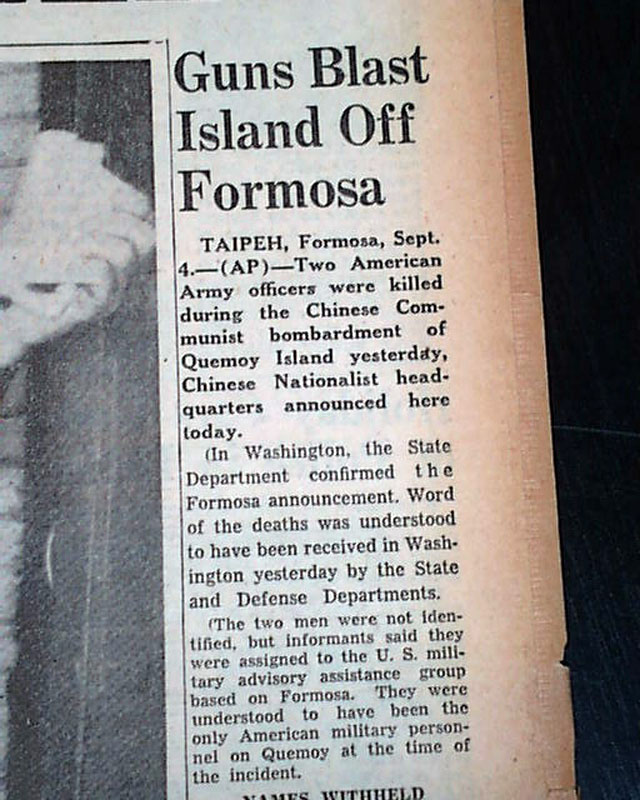 Guns Blast
Island Off
Formosa
TAIPEH, Formosa, Sept.
4.—(AP)—Two American
Army officers were killed
during the Chinese Com-
munist bombardment of
Quemoy Island yesterday,
Chinese Nationalist head-
quarters announced here
today.
(In Washington, the State
Department confirmed the
Formosa announcement. Word
of the deaths was understood
to have been received in Wash-
ington yesterday by the State
and Defense Departments.
(The two men were not iden-
tified, but informants said they
were assigned to the U. S. mili-
tary advisory assistance group
based on Formosa. They were
understood to have been the
only American military person-
nel on Quemoy at the time of
the incident.
NAMES WITHHELD